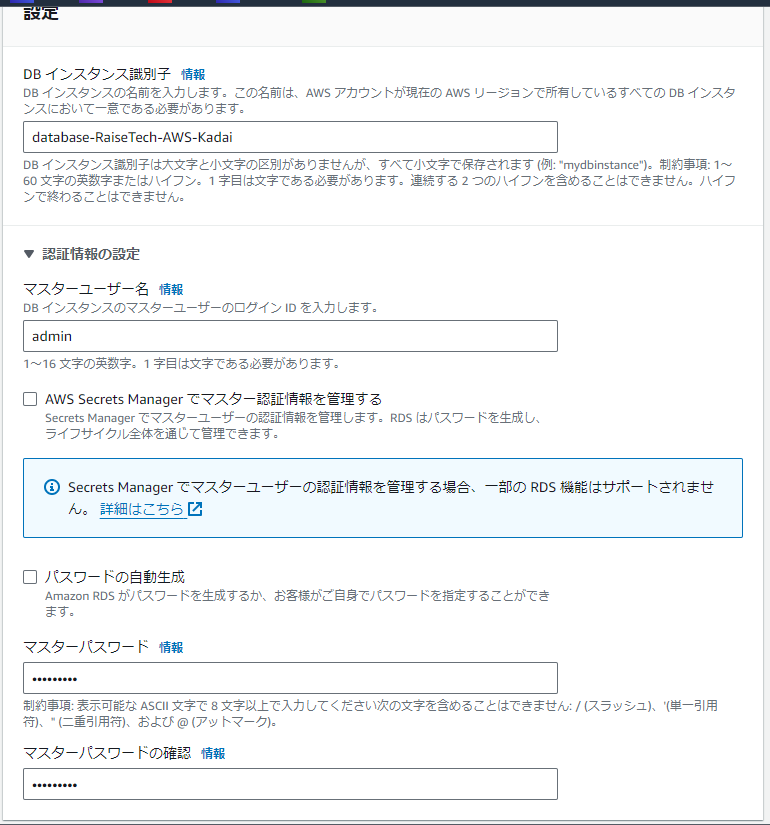 設定
DB インスタンス識別子 情報
DB インスタンスの名前を入力します。この名前は、AWS アカウントが現在の AWS リージョンで所有しているすべての DB インスタ
ンスにおいて一意である必要があります。
database-RaiseTech-AWS-Kadai
DB インスタンス識別子は大文字と小文字の区別がありませんが、すべて小文字で保存されます (例: "mydbinstance")。制約事項: 1～
60 文字の英数字またはハイフン。1 字目は文字である必要があります。連続する 2 つのハイフンを含めることはできません。ハイフ
ンで終わることはできません。
▼ 認証情報の設定
マスターユーザー名 情報
DB インスタンスのマスターユーザーのログイン ID を入力します。
admin
1～16 文字の英数字。1 字目は文字である必要があります。
AWS Secrets Manager でマスター認証情報を管理する
Secrets Manager でマスターユーザーの認証情報を管理します。RDS はパスワードを生成し、
ライフサイクル全体を通じて管理できます。
Secrets Manager でマスターユーザーの認証情報を管理する場合、一部の RDS 機能はサポートされませ
ん。 詳細はこちら
パスワードの自動生成
Amazon RDS がパスワードを生成するか、お客様がご自身でパスワードを指定することができ
ます。
マスターパスワード 情報
•••••••••
制約事項: 表示可能な ASCII 文字で 8 文字以上で入力してください次の文字を含めることはできません: / (スラッシュ)、'(単一引用
符)、" (二重引用符)、および @ (アットマーク)。
マスターパスワードの確認 情報
•••••••••